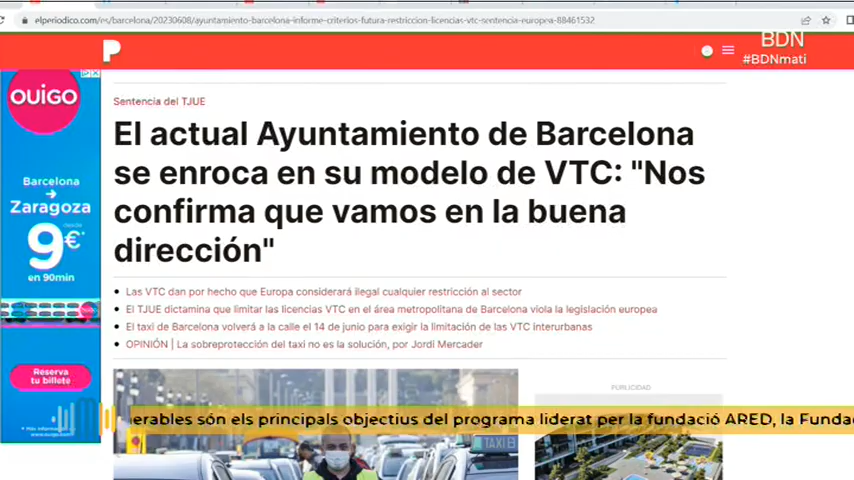 elperiodico.com/es/barcelona/20230608/ayuntamiento-barcelona-informe-criterios-futura-restriccion-licencias-vtc-sentencia-europea-88461532
BDN
#BDNmati
P
OUIGO
Barcelona
Zaragoza
desde
9€*
en 90min
Reserva
tu billete
www.ouigo.com
Sentencia del TJUE
El actual Ayuntamiento de Barcelona
se enroca en su modelo de VTC: "Nos
confirma que vamos en la buena
dirección"
Las VTC dan por hecho que Europa considerará ilegal cualquier restricción al sector
El TJUE dictamina que limitar las licencias VTC en el área metropolitana de Barcelona viola la legislación europea
El taxi de Barcelona volverá a la calle el 14 de junio para exigir la limitación de las VTC interurbanas
OPINIÓN | La sobreprotección del taxi no es la solución, por Jordi Mercader
PUBLICIDAD
nerables són els principals objectius del programa liderat per la fundació ARED, la Funda
TAXI